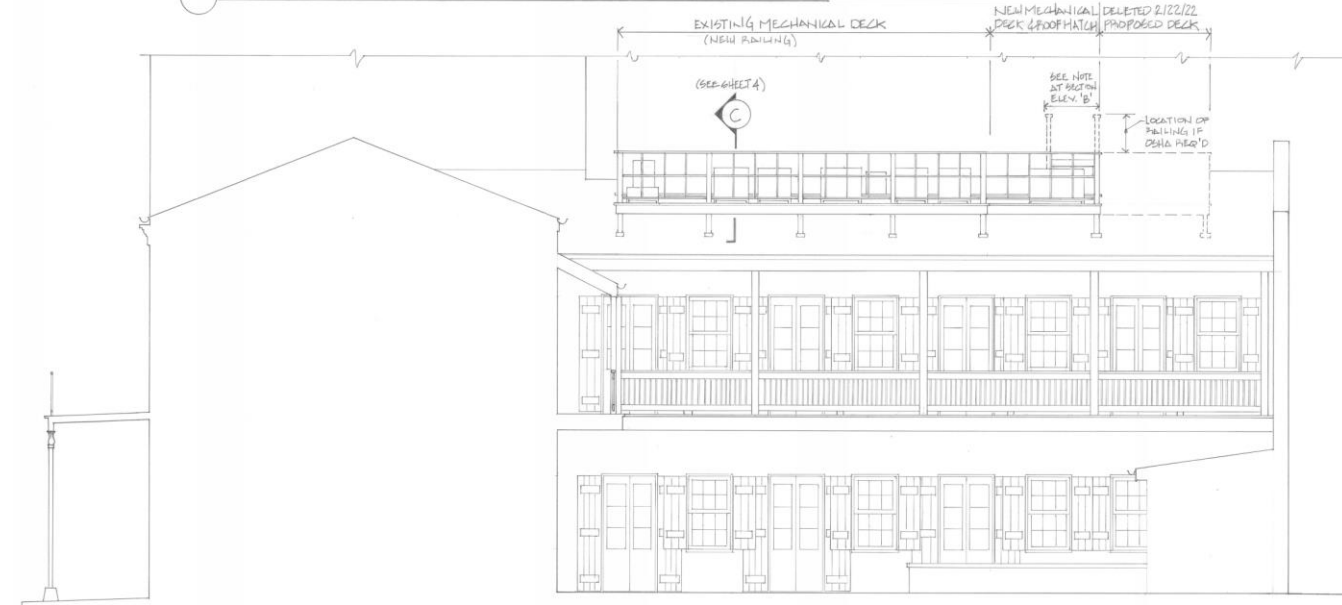 EXISTING MECHANICAL DECK
(NEW RAILING)
NEW MECHANICAL
DECK & ROOF HATCH
DELETED 2/22/22
PROPOSED DECK
(SEE SHEET 4)
C
SEE NOTE
AT SECTION
ELEV. 'B'
LOCATION OF
RAILING IF
OSHA REQ'D